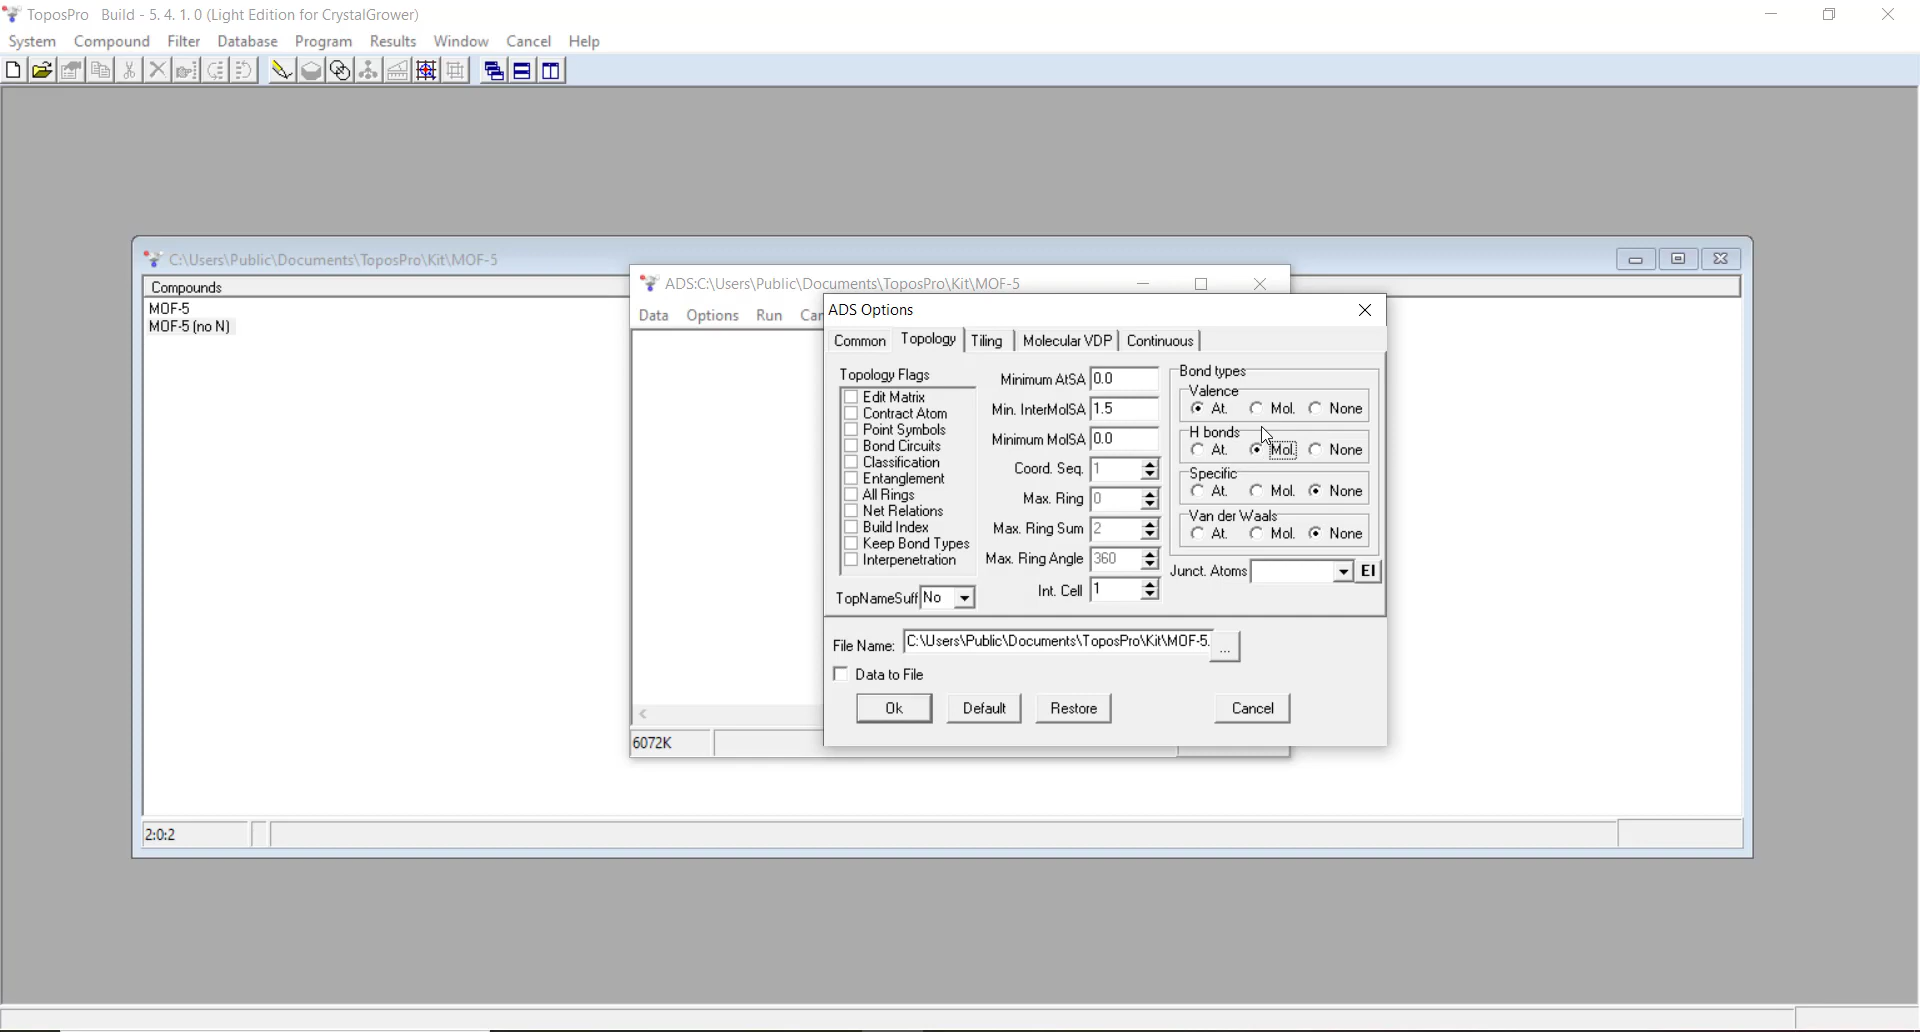 ToposPro Build - 5. 4. 1. 0 (Light Edition for CrystalGrower)
System Compound Filter Database Program Results Window Cancel Help
C:\Users\Public\Documents\ToposPro\Kit\MOF-5
Compounds
MOF-5
MOF-5 (no N)
2:0:2
ADS:C:\Users\Public\Documents\ToposPro\Kit\MOF-5
Data Options Run
6072K
ADS Options
Common Topology Tiling Molecular VDP Continuous
Topology Flags
Edit Matrix
Contract Atom
Point Symbols
Bond Circuits
Classification
Entanglement
All Rings
Net Relations
Build Index
Keep Bond Types
Interpenetration
TopNameSuff No
Minimum AtSA 0.0
Min. InterMolSA 1.5
Minimum MolSA 0.0
Coord. Seq. 1
Max. Ring 0
Max. Ring Sum 2
Max. Ring Angle 360
Int. Cell 1
Bond types
Valence
At. Mol. None
H bonds
At. Mol. None
Specific
At. Mol. None
Van der Waals
At. Mol. None
Junct. Atoms El
File Name: C:\Users\Public\Documents\ToposPro\Kit\MOF-5. ...
Data to File
Ok Default Restore Cancel